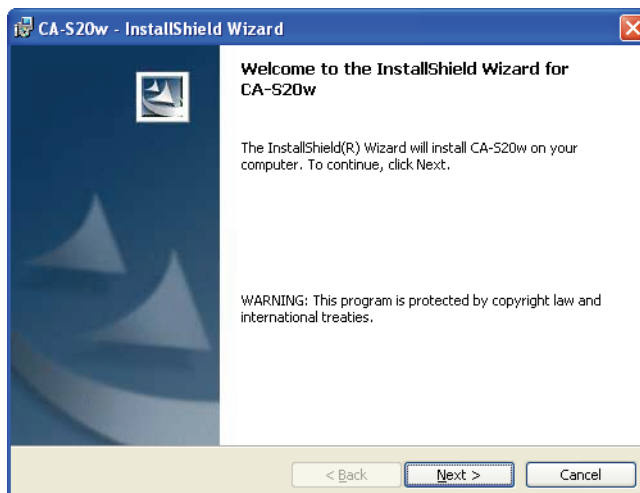 CA-S20w - InstallShield Wizard
Welcome to the InstallShield Wizard for
CA-S20w
The InstallShield(R) Wizard will install CA-S20w on your
computer. To continue, click Next.
WARNING: This program is protected by copyright law and
international treaties.
< Back
Next >
Cancel